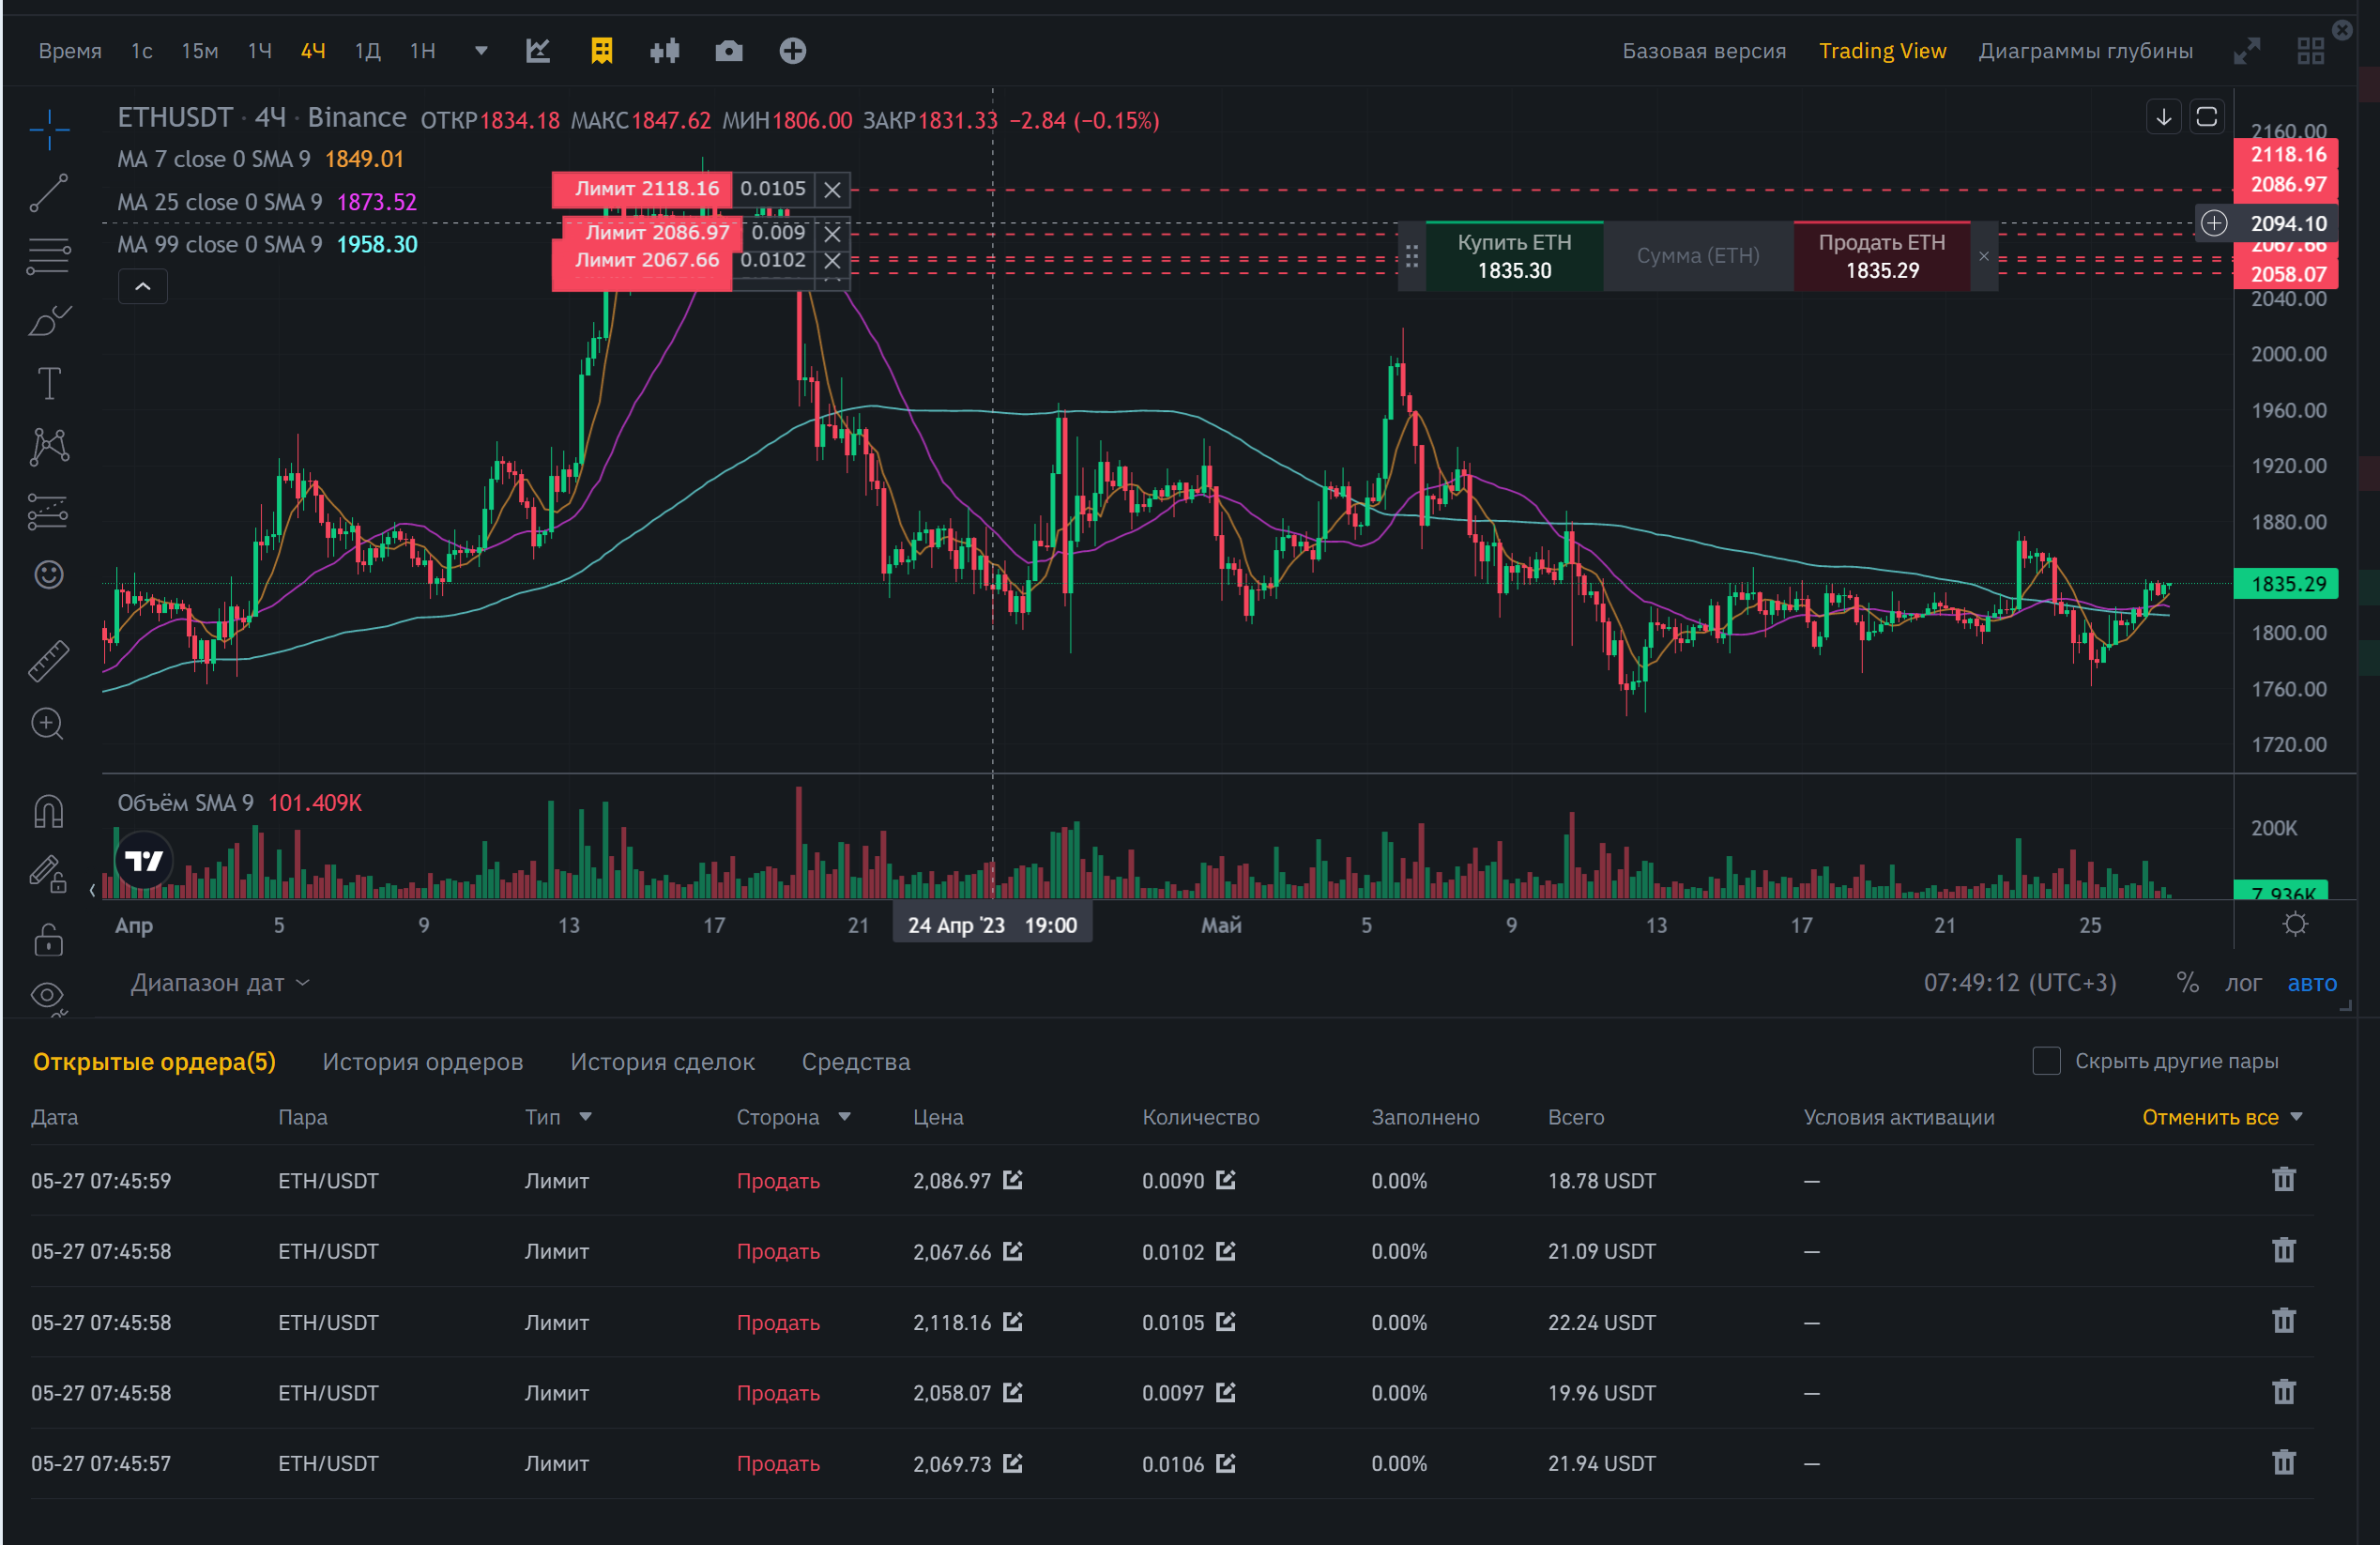 Время 1с 15м 1Ч 4Ч 1Д 1Н Базовая версия Trading View Диаграммы глубины
ETHUSDT · 4Ч · Binance ОТКР1834.18 МАКС1847.62 МИН1806.00 ЗАКР1831.33 −2.84 (−0.15%)
MA 7 close 0 SMA 9 1849.01
MA 25 close 0 SMA 9 1873.52
MA 99 close 0 SMA 9 1958.30
Лимит 2118.16 0.0105
Лимит 2086.97 0.009
Лимит 2067.66 0.0102
Купить ETH
1835.30
Сумма (ETH)
Продать ETH
1835.29
2160.00
2118.16
2086.97
2094.10
2067.66
2058.07
2040.00
2000.00
1960.00
1920.00
1880.00
1835.29
1800.00
1760.00
1720.00
Объём SMA 9 101.409K
200K
7.936K
Апр 5 9 13 17 21 24 Апр '23 19:00 Май 5 9 13 17 21 25
Диапазон дат 07:49:12 (UTC+3) % лог авто
Открытые ордера(5) История ордеров История сделок Средства Скрыть другие пары
Дата Пара Тип Сторона Цена Количество Заполнено Всего Условия активации Отменить все
05-27 07:45:59 ETH/USDT Лимит Продать 2,086.97 0.0090 0.00% 18.78 USDT —
05-27 07:45:58 ETH/USDT Лимит Продать 2,067.66 0.0102 0.00% 21.09 USDT —
05-27 07:45:58 ETH/USDT Лимит Продать 2,118.16 0.0105 0.00% 22.24 USDT —
05-27 07:45:58 ETH/USDT Лимит Продать 2,058.07 0.0097 0.00% 19.96 USDT —
05-27 07:45:57 ETH/USDT Лимит Продать 2,069.73 0.0106 0.00% 21.94 USDT —